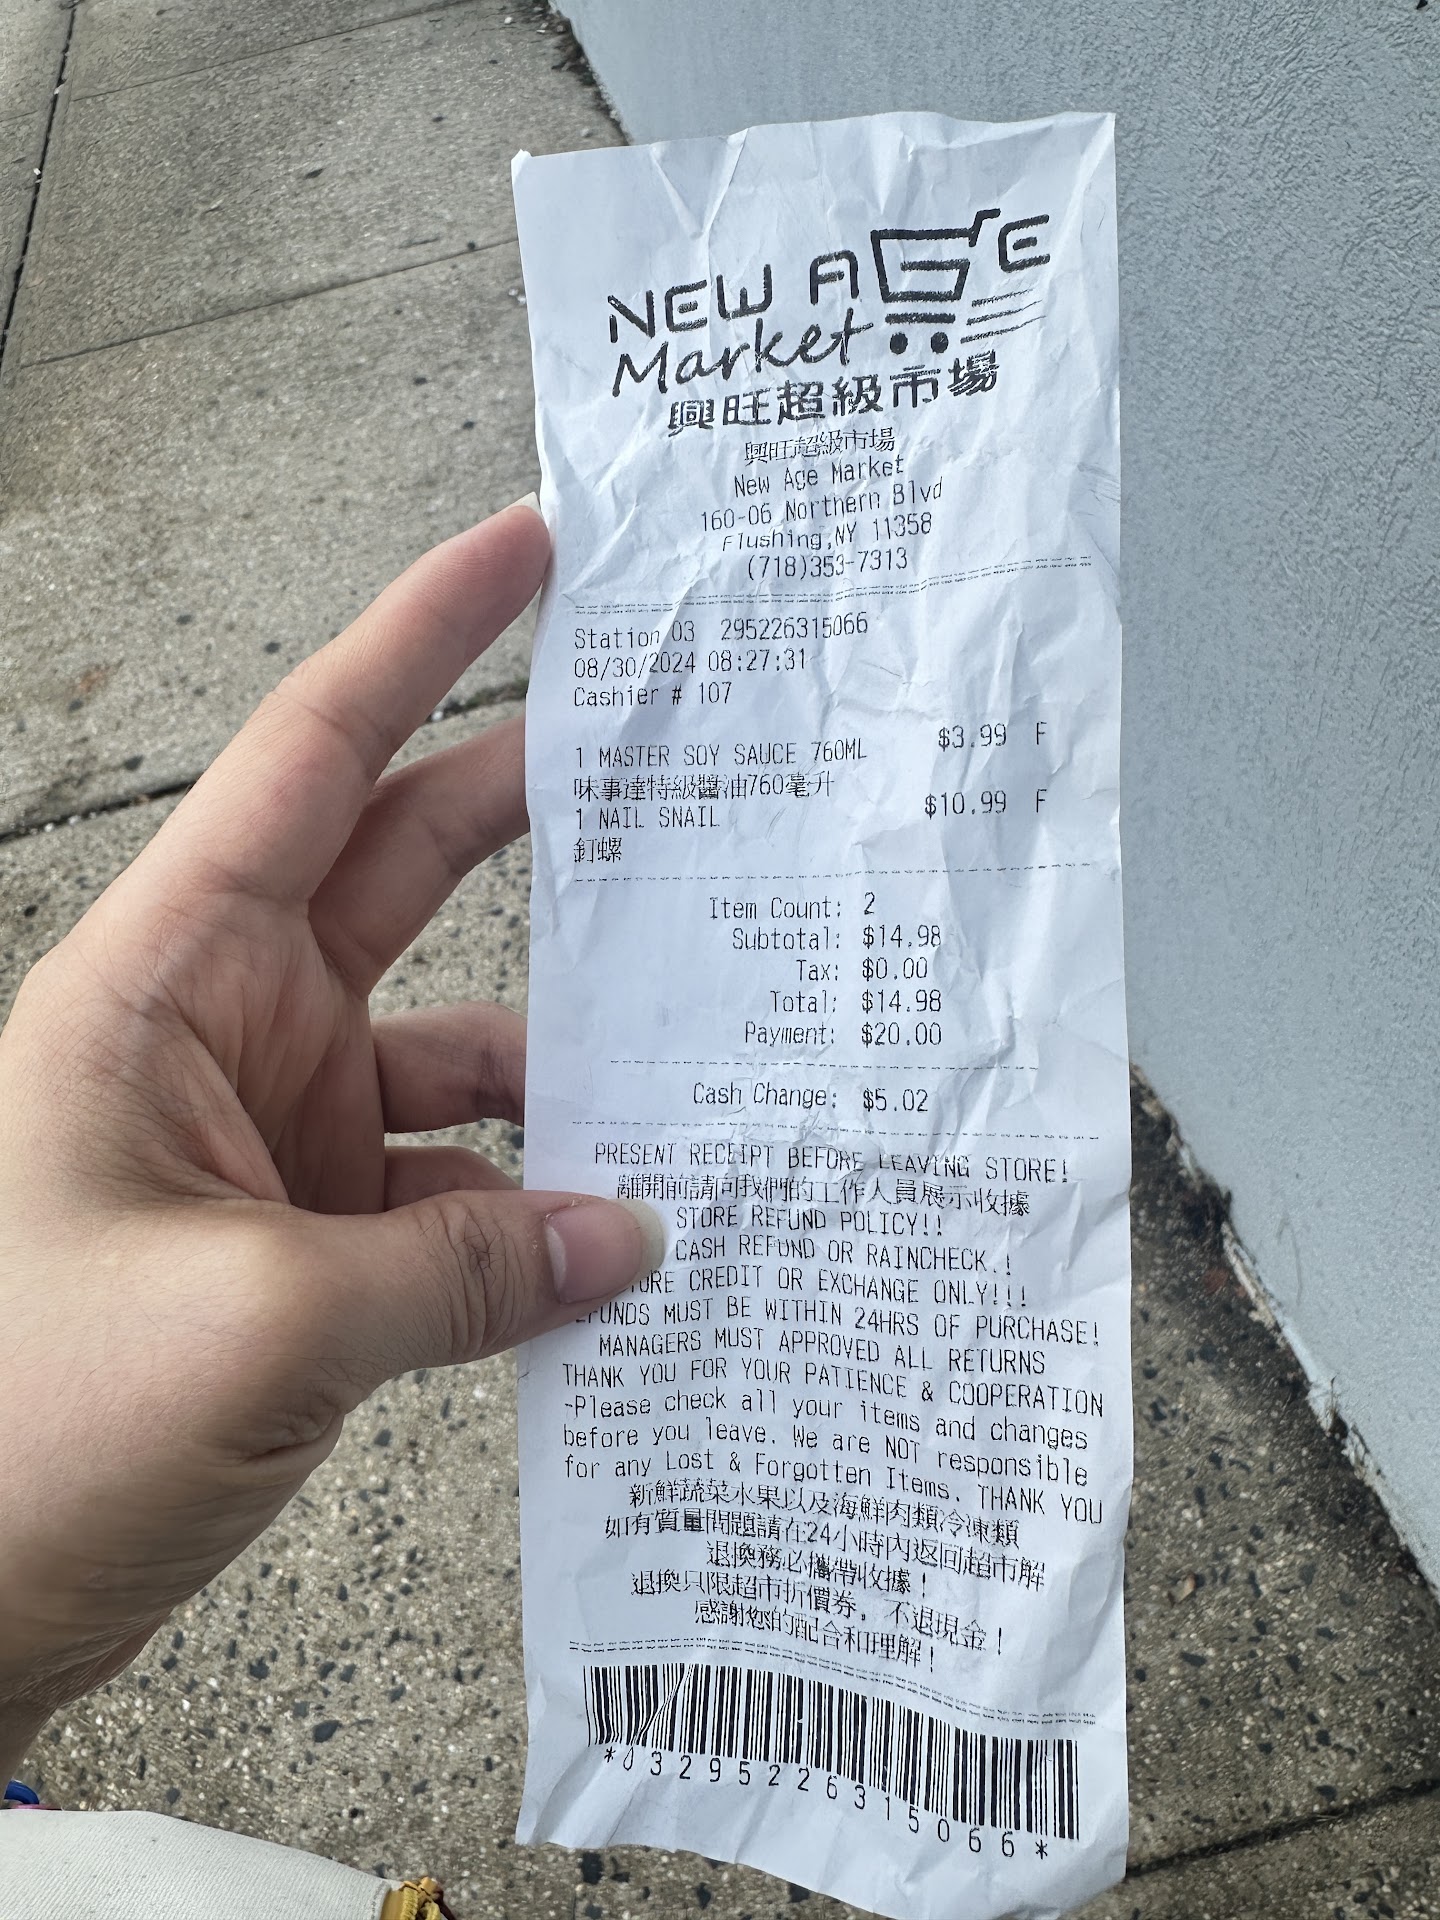 NEW AGE
Market
興旺超級市場
興旺超級市場
New Age Market
160-06 Northern Blvd
Flushing,NY 11358
(718)353-7313
Station 03 295226315066
08/30/2024 08:27:31
Cashier # 107
1 MASTER SOY SAUCE 760ML $3.99 F
味事達特級醬油760毫升
1 NAIL SNAIL $10.99 F
釘螺
Item Count: 2
Subtotal: $14.98
Tax: $0.00
Total: $14.98
Payment: $20.00
Cash Change: $5.02
PRESENT RECEIPT BEFORE LEAVING STORE!
離開前請向我們的工作人員展示收據
STORE REFUND POLICY!!
CASH REFUND OR RAINCHECK.!
CREDIT OR EXCHANGE ONLY!!!
MUST BE WITHIN 24HRS OF PURCHASE!
MANAGERS MUST APPROVED ALL RETURNS
THANK YOU FOR YOUR PATIENCE & COOPERATION
-Please check all your items and changes
before you leave. We are NOT responsible
for any Lost & Forgotten Items. THANK YOU
新鮮蔬菜水果以及海鮮肉類冷凍類
如有質量問題請在24小時內返回超市解
退換務必攜帶收據！
退換只限超市折價券，不退現金！
感謝您的配合和理解！
*03295226315066*